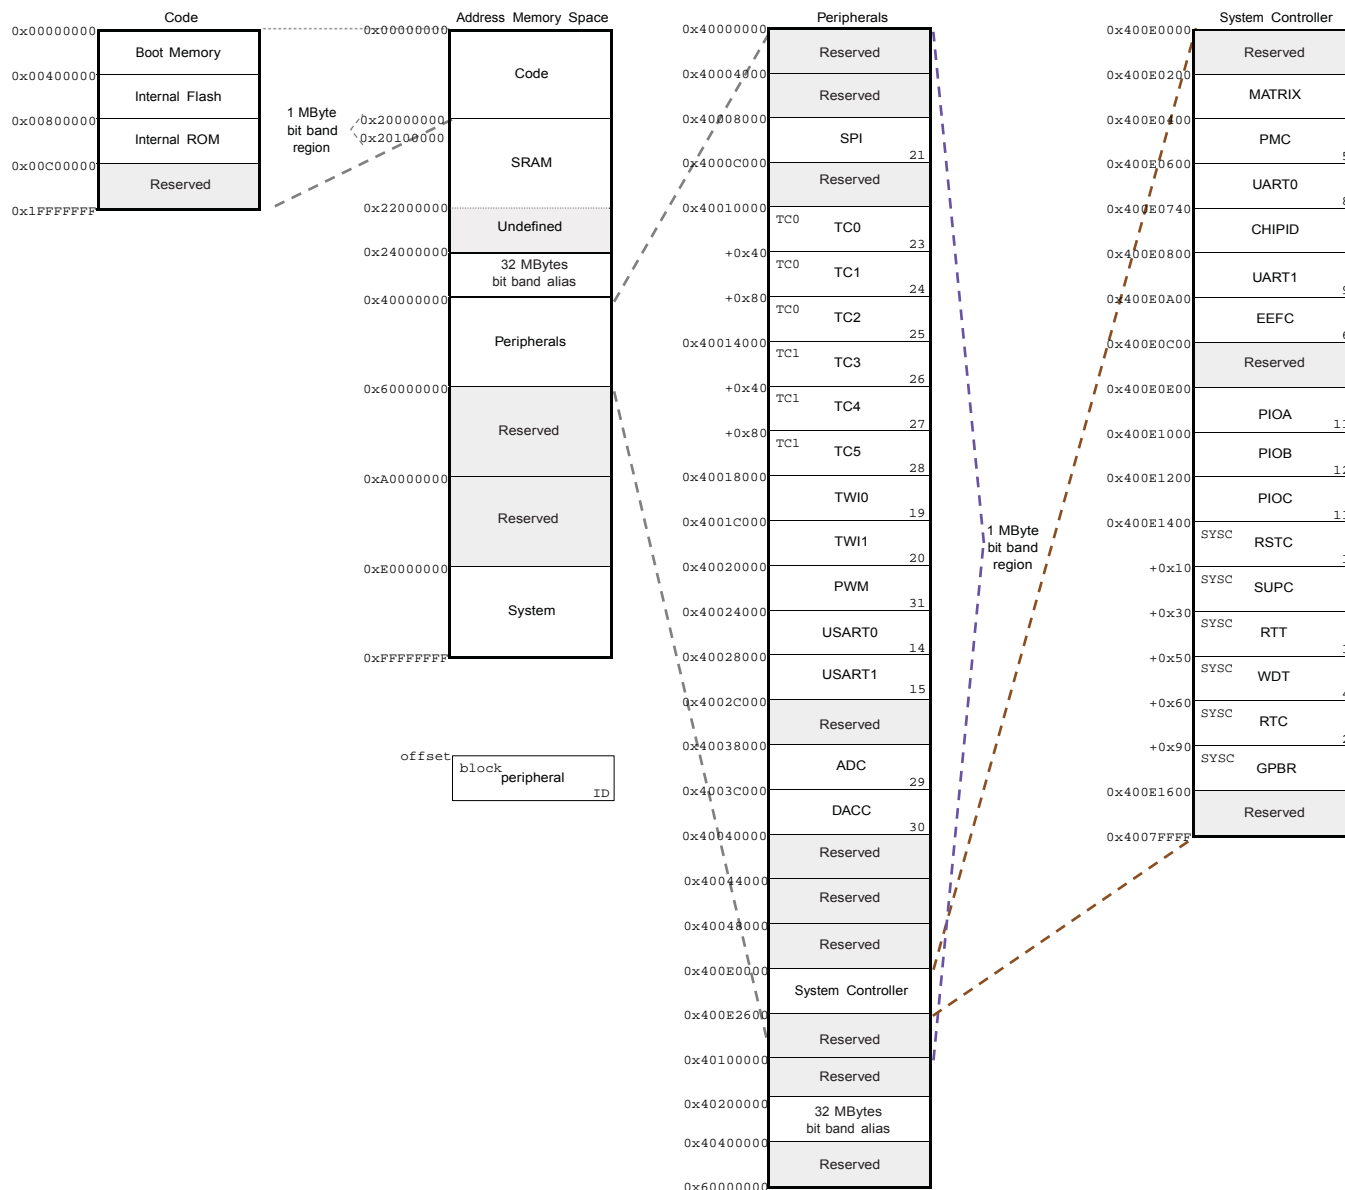 Code
0x00000000
Boot Memory
0x00400000
Internal Flash
0x00800000
Internal ROM
0x00C00000
Reserved
0x1FFFFFFF
1 MByte
bit band
region
Address Memory Space
0x00000000
Code
0x20000000
0x20100000
SRAM
0x22000000
Undefined
0x24000000
32 MBytes
bit band alias
0x40000000
Peripherals
0x60000000
Reserved
0xA0000000
Reserved
0xE0000000
System
0xFFFFFFFF
offset
block
peripheral
ID
Peripherals
0x40000000
Reserved
0x40004000
Reserved
0x40008000
SPI
21
0x4000C000
Reserved
0x40010000
TC0
TC0
23
+0x40
TC0
TC1
24
+0x80
TC0
TC2
25
0x40014000
TC1
TC3
26
+0x40
TC1
TC4
27
+0x80
TC1
TC5
28
0x40018000
TWI0
19
0x4001C000
TWI1
20
0x40020000
PWM
31
0x40024000
USART0
14
0x40028000
USART1
15
0x4002C000
Reserved
0x40038000
ADC
29
0x4003C000
DACC
30
0x40040000
Reserved
0x40044000
Reserved
0x40048000
Reserved
0x400E0000
System Controller
0x400E2600
Reserved
0x40100000
Reserved
0x40200000
32 MBytes
bit band alias
0x40400000
Reserved
0x60000000
1 MByte
bit band
region
System Controller
0x400E0000
Reserved
0x400E0200
MATRIX
0x400E0400
PMC
5
0x400E0600
UART0
8
0x400E0740
CHIPID
0x400E0800
UART1
9
0x400E0A00
EEFC
6
0x400E0C00
Reserved
0x400E0E00
PIOA
11
0x400E1000
PIOB
12
0x400E1200
PIOC
0x400E1400
SYSC
RSTC
+0x10
SYSC
SUPC
+0x30
SYSC
RTT
+0x50
SYSC
WDT
4
+0x60
SYSC
RTC
2
+0x90
SYSC
GPBR
0x400E1600
Reserved
0x4007FFFF